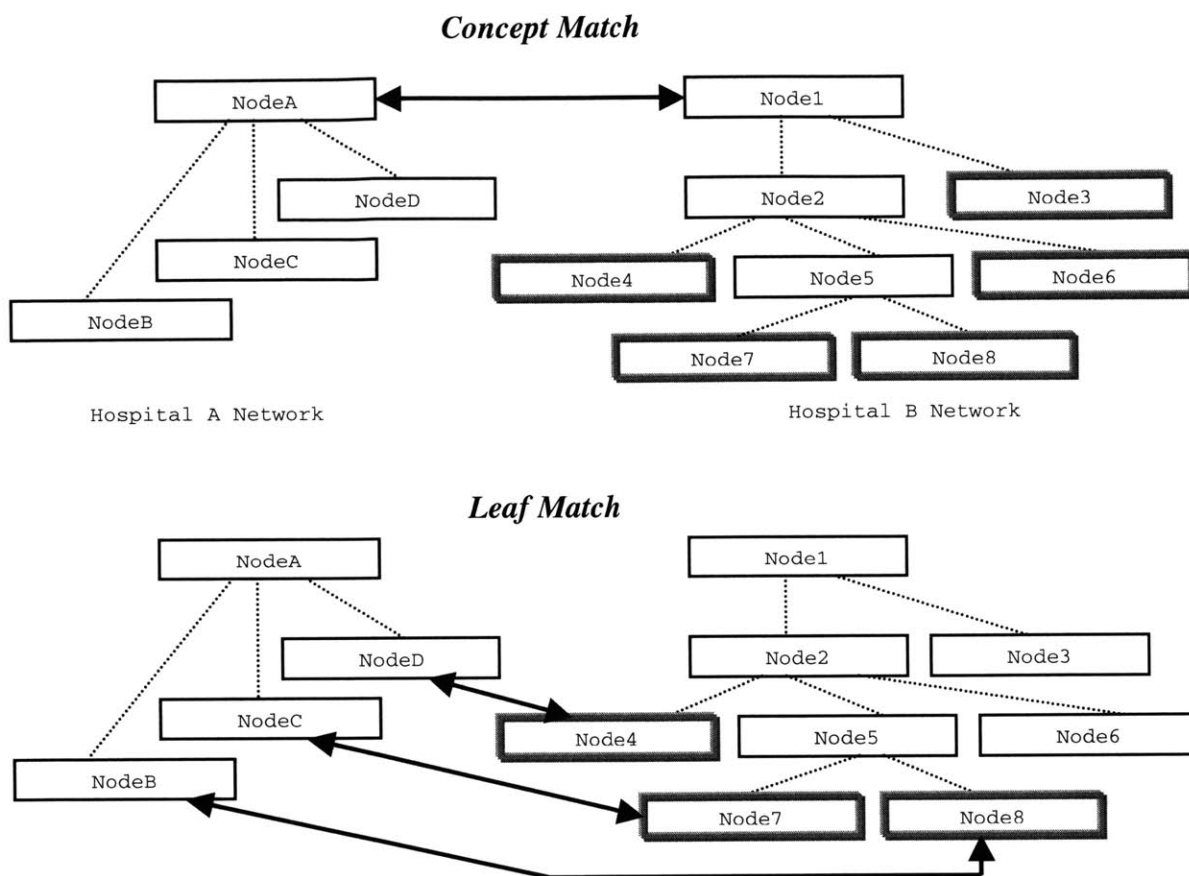 Concept Match
NodeA
Node1
NodeD
Node2
Node3
NodeC
Node4
Node5
Node6
NodeB
Node7
Node8
Hospital A Network
Hospital B Network
Leaf Match
NodeA
Node1
NodeD
Node2
Node3
NodeC
Node4
Node5
Node6
NodeB
Node7
Node8